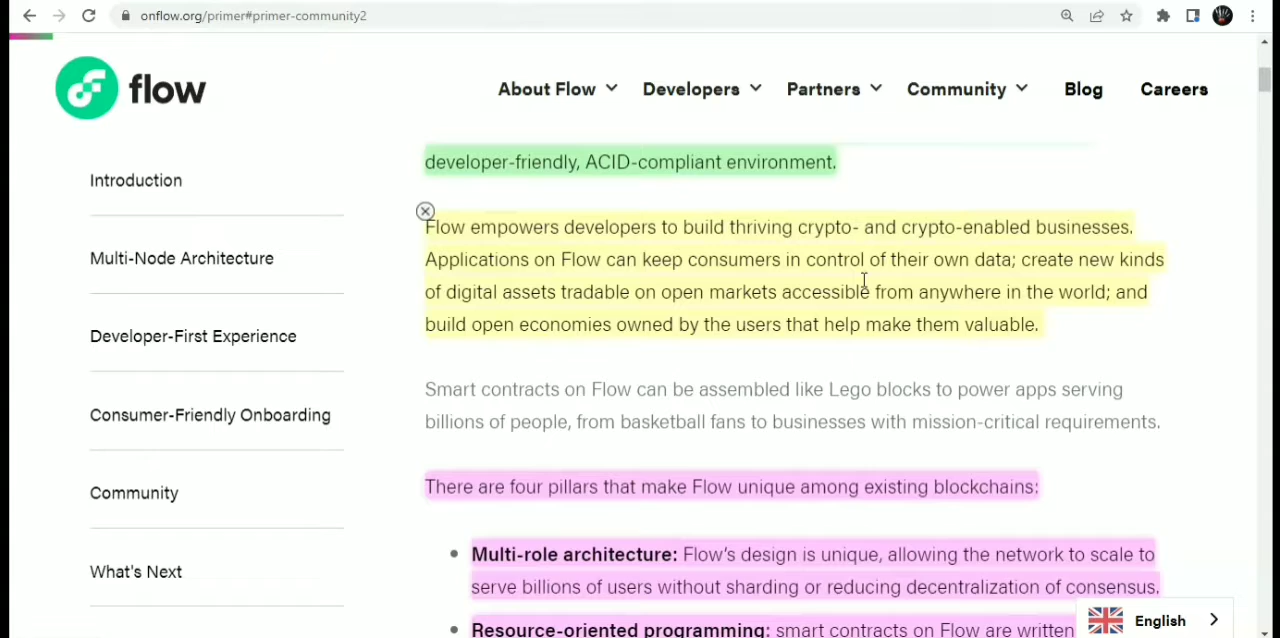 onflow.org/primer#primer-community2
flow
About Flow
Developers
Partners
Community
Blog
Careers
Introduction
Multi-Node Architecture
Developer-First Experience
Consumer-Friendly Onboarding
Community
What's Next
developer-friendly, ACID-compliant environment.
Flow empowers developers to build thriving crypto- and crypto-enabled businesses.
Applications on Flow can keep consumers in control of their own data; create new kinds
of digital assets tradable on open markets accessible from anywhere in the world; and
build open economies owned by the users that help make them valuable.
Smart contracts on Flow can be assembled like Lego blocks to power apps serving
billions of people, from basketball fans to businesses with mission-critical requirements.
There are four pillars that make Flow unique among existing blockchains:
Multi-role architecture: Flow's design is unique, allowing the network to scale to
serve billions of users without sharding or reducing decentralization of consensus.
Resource-oriented programming: smart contracts on Flow are written
English